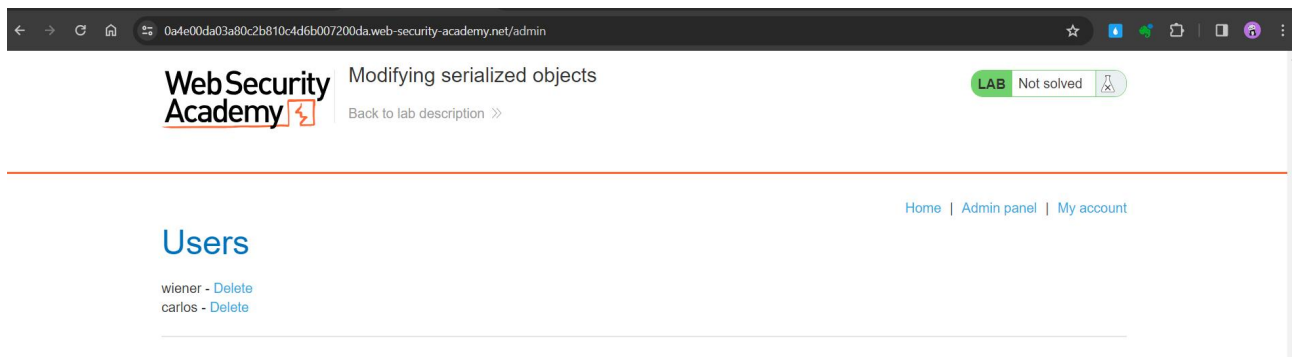 0a4e00da03a80c2b810c4d6b007200da.web-security-academy.net/admin
Web Security
Academy
Modifying serialized objects
Back to lab description
LAB Not solved
Home | Admin panel | My account
Users
wiener - Delete
carlos - Delete